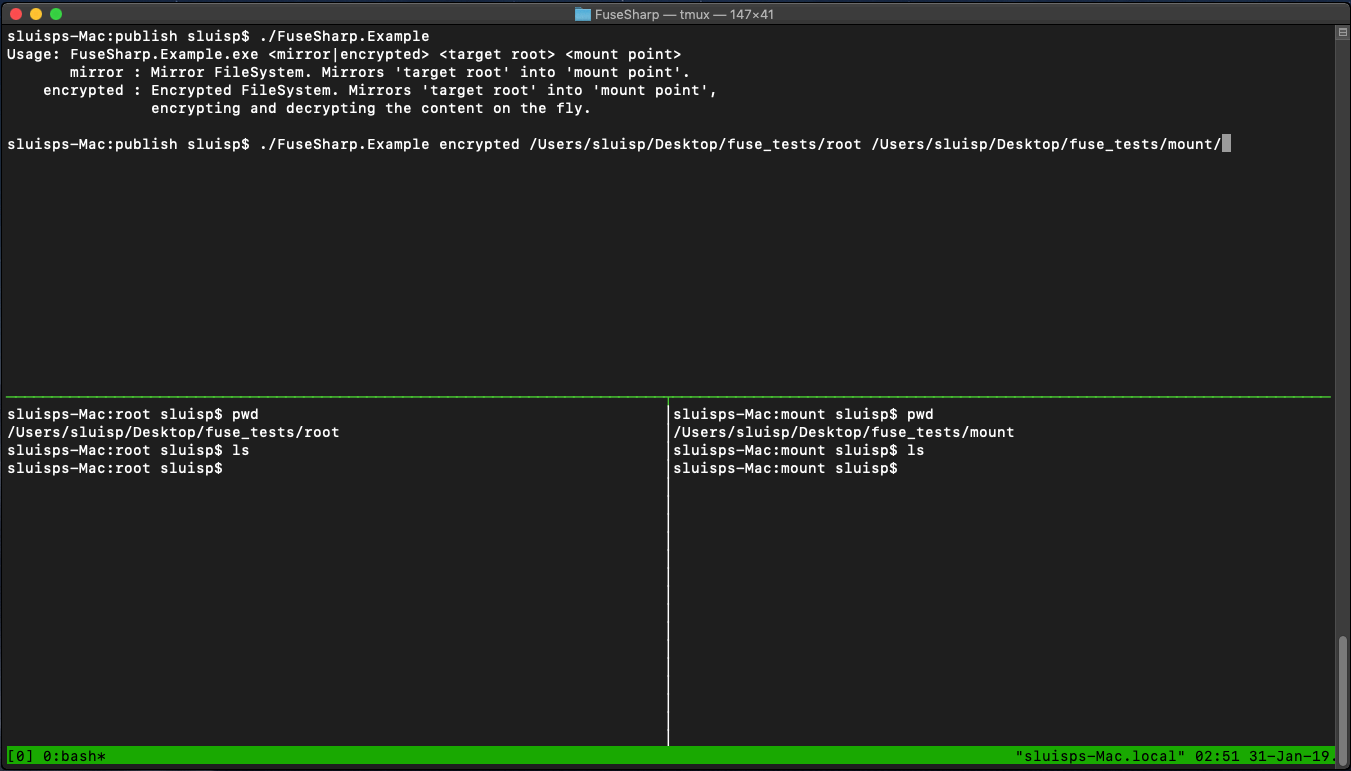 FuseSharp — tmux — 147×41
sluisps-Mac:publish sluisp$ ./FuseSharp.Example
Usage: FuseSharp.Example.exe <mirror|encrypted> <target root> <mount point>
       mirror : Mirror FileSystem. Mirrors 'target root' into 'mount point'.
    encrypted : Encrypted FileSystem. Mirrors 'target root' into 'mount point',
                encrypting and decrypting the content on the fly.
sluisps-Mac:publish sluisp$ ./FuseSharp.Example encrypted /Users/sluisp/Desktop/fuse_tests/root /Users/sluisp/Desktop/fuse_tests/mount/
sluisps-Mac:root sluisp$ pwd
/Users/sluisp/Desktop/fuse_tests/root
sluisps-Mac:root sluisp$ ls
sluisps-Mac:root sluisp$
sluisps-Mac:mount sluisp$ pwd
/Users/sluisp/Desktop/fuse_tests/mount
sluisps-Mac:mount sluisp$ ls
sluisps-Mac:mount sluisp$
[0] 0:bash*
"sluisps-Mac.local" 02:51 31-Jan-19